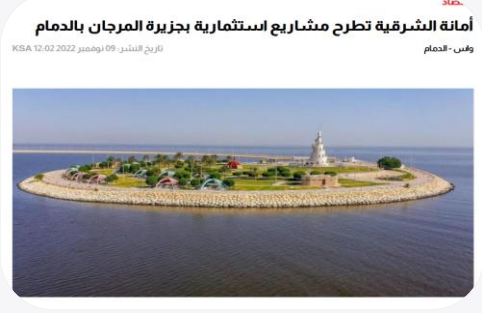 أمانة الشرقية تطرح مشاريع استثمارية بجزيرة المرجان بالدمام
واس - الدمام
تاريخ النشر: 09 نوفمبر 2022 12:02 KSA